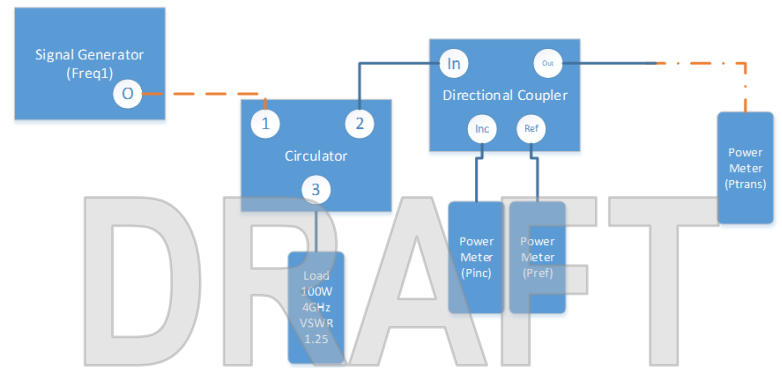 Signal Generator
(Freq1)
O
1
2
Circulator
3
Load
100W
4GHz
VSWR
1.25
In
Out
Directional Coupler
Inc
Ref
Power
Meter
(Pinc)
Power
Meter
(Pref)
Power
Meter
(Ptrans)
DRAFT